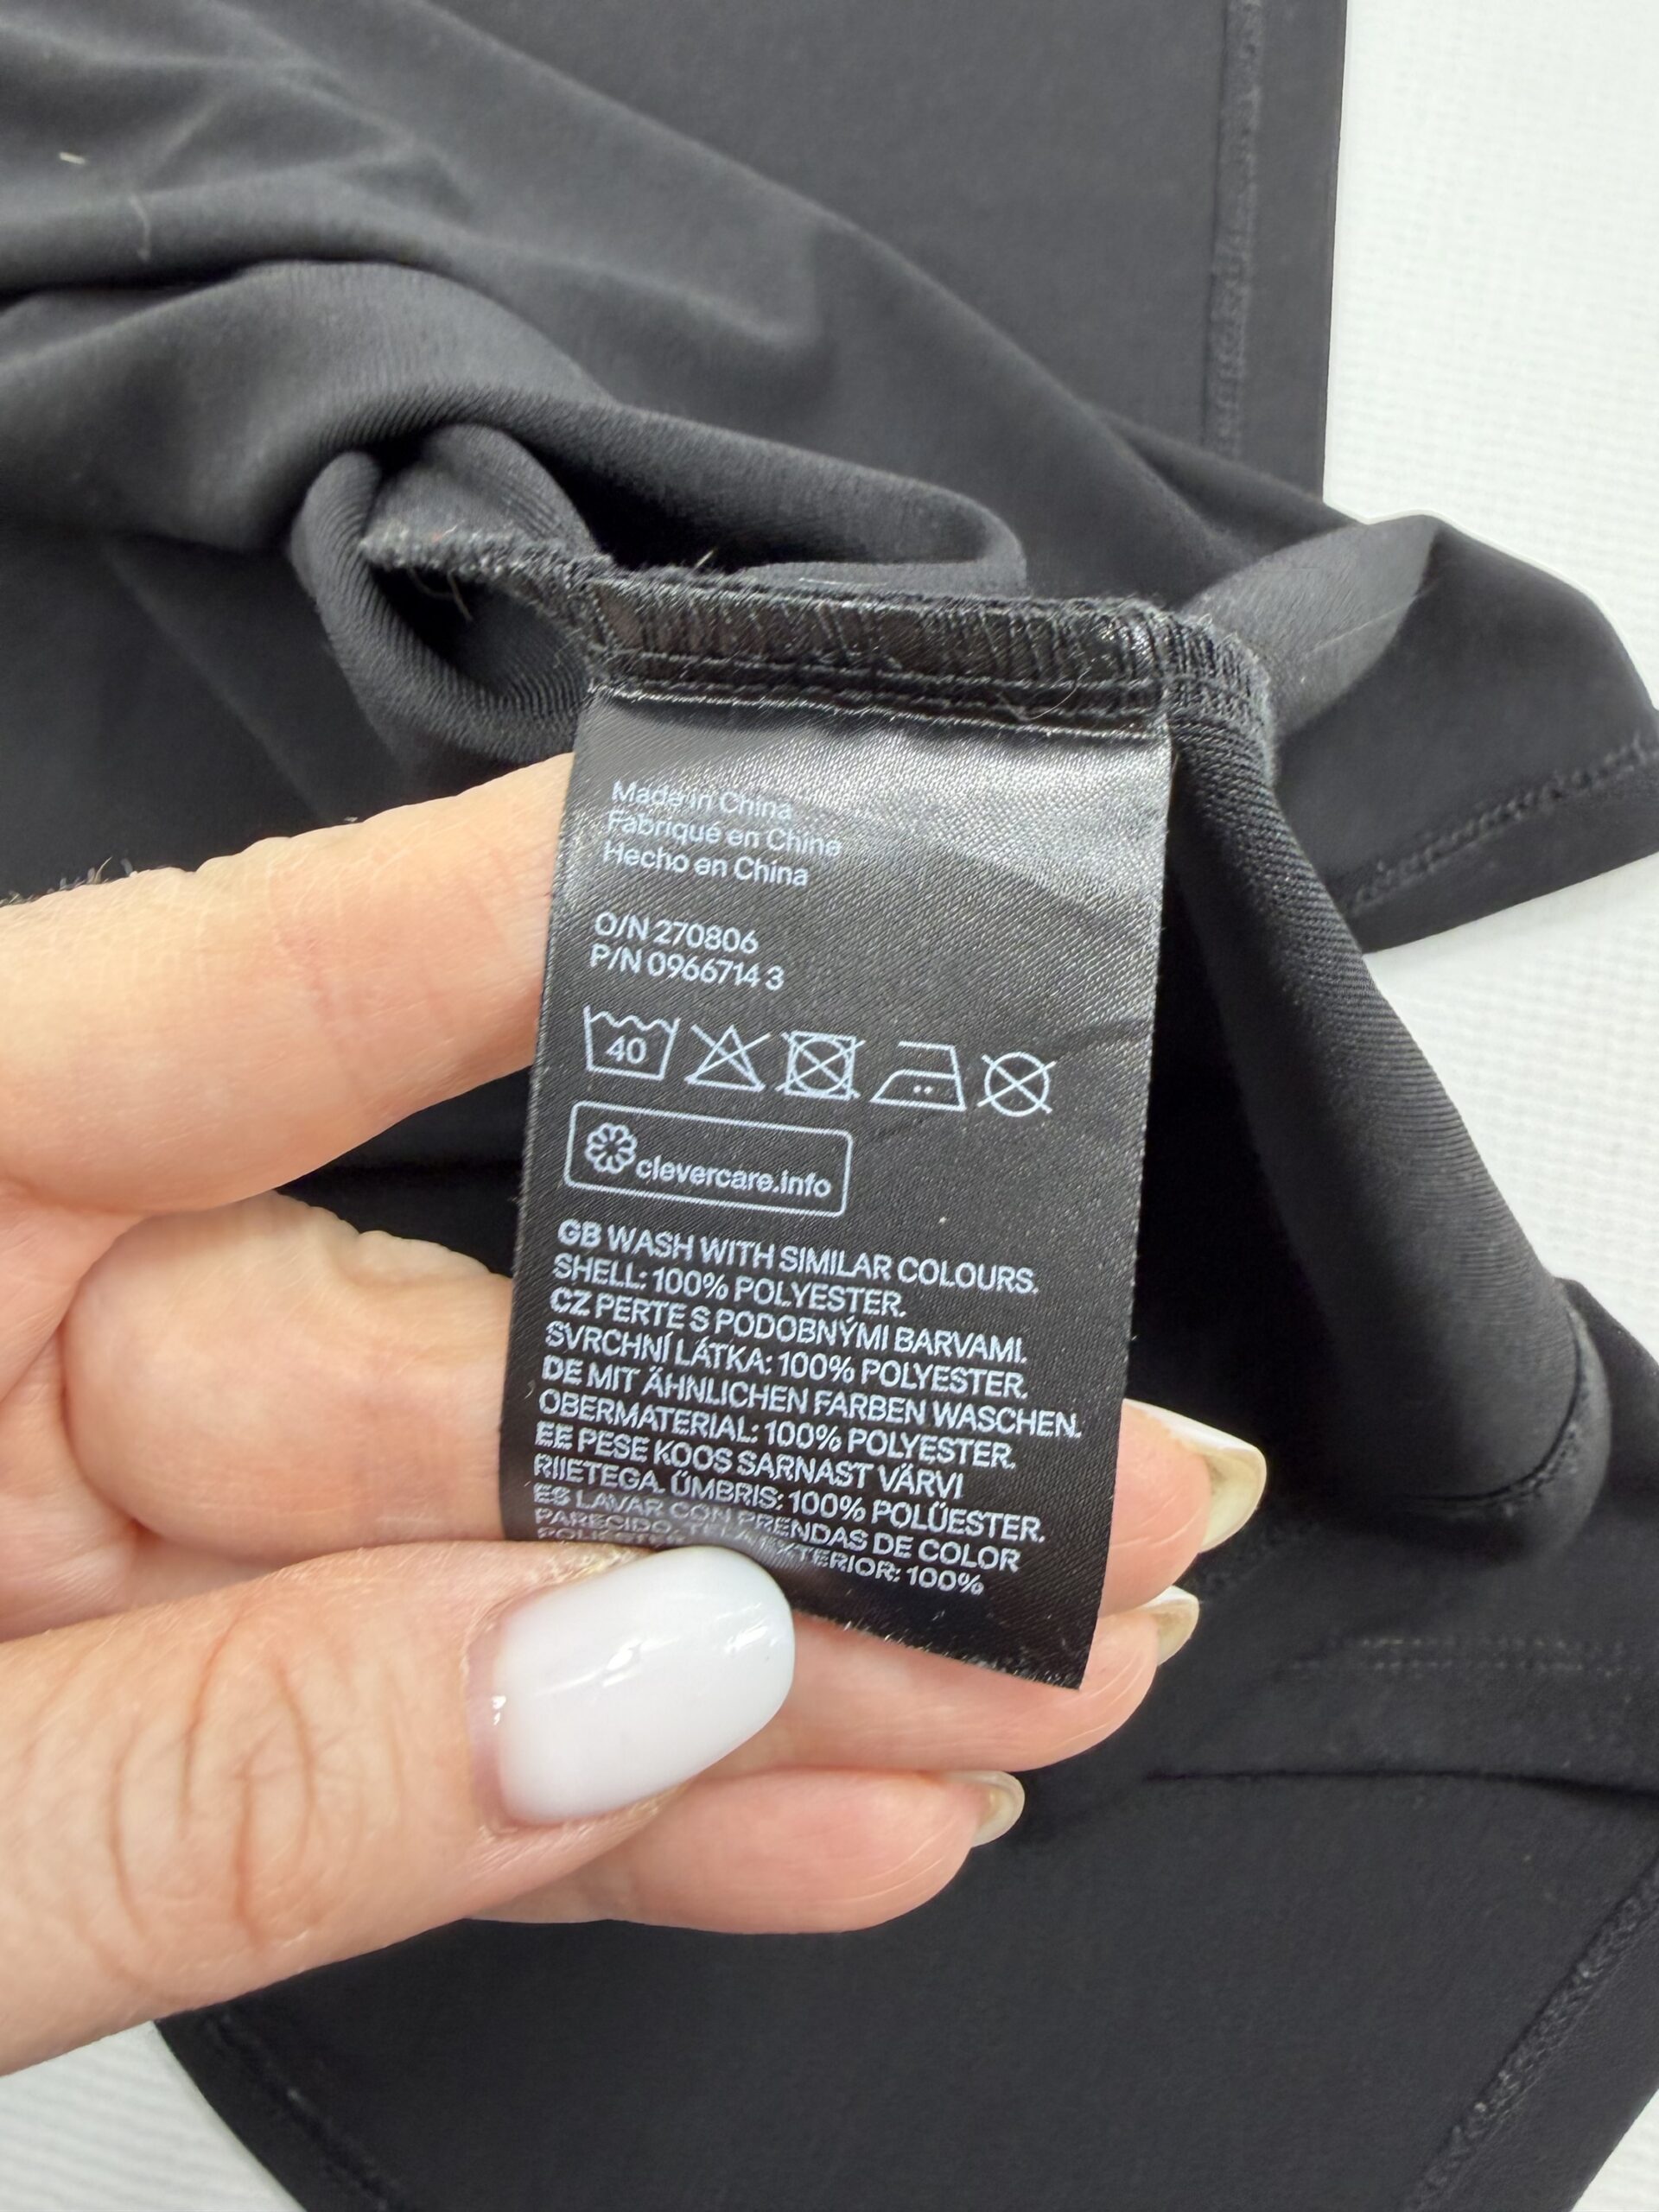 Made in China
Fabriqué en Chine
Hecho en China
O/N 270806
P/N 0966714 3
40
clevercare.info
GB WASH WITH SIMILAR COLOURS.
SHELL: 100% POLYESTER.
CZ PERTE S PODOBNÝMI BARVAMI.
SVRCHNÍ LÁTKA: 100% POLYESTER.
DE MIT ÄHNLICHEN FARBEN WASCHEN.
OBERMATERIAL: 100% POLYESTER.
EE PESE KOOS SARNAST VÄRVI
RIIETEGA. ÜMBRIS: 100% POLÜESTER.
ES LAVAR CON PRENDAS DE COLOR
PARECIDO. EXTERIOR: 100%